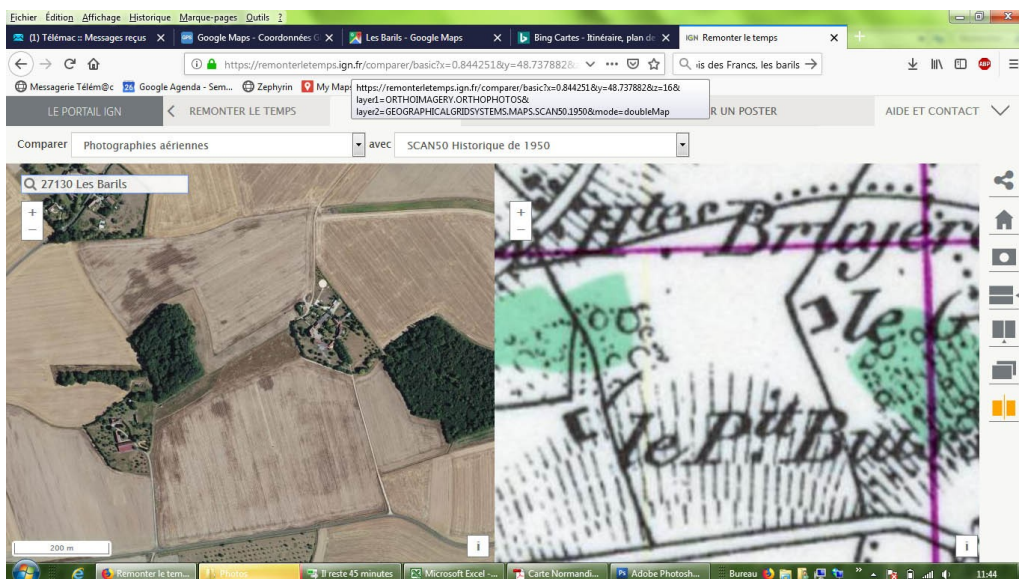 Fichier Édition Affichage Historique Marque-pages Outils ?
(1) Télémac :: Messages reçus
Google Maps - Coordonnées G
Les Barils - Google Maps
Bing Cartes - Itinéraire, plan de
IGN Remonter le temps
https://remonterletemps.ign.fr/comparer/basic?x=0.844251&y=48.737882&
is des Francs, les barils
Messagerie Télém@c
26 Google Agenda - Sem...
Zephyrin
My Maps
https://remonterletemps.ign.fr/comparer/basic?x=0.844251&y=48.737882&z=16&
layer1=ORTHOIMAGERY.ORTHOPHOTOS&
layer2=GEOGRAPHICALGRIDSYSTEMS.MAPS.SCAN50.1950&mode=doubleMap
LE PORTAIL IGN
REMONTER LE TEMPS
R UN POSTER
AIDE ET CONTACT
Comparer Photographies aériennes avec SCAN50 Historique de 1950
27130 Les Barils
+
−
+
−
Htes Bruyère
le G
le Pit Buis
200 m
i
i
Remonter le tem...
Photos
Il reste 45 minutes
Microsoft Excel -...
Carte Normandi...
Adobe Photosh...
Bureau
11:44